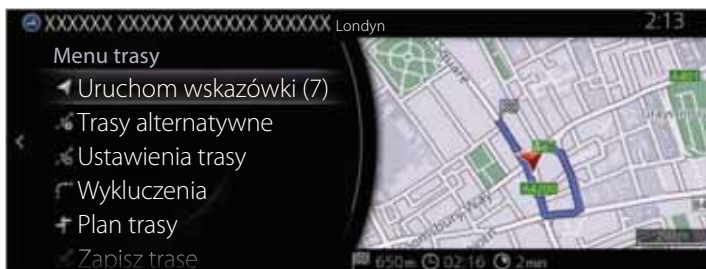 XXXXXX XXXXX XXXXXXX XXXXXX Londyn
2:13
Menu trasy
Uruchom wskazówki (7)
Trasy alternatywne
Ustawienia trasy
Wykluczenia
Plan trasy
Zapisz trasę
A4200
650m 02:16 2min